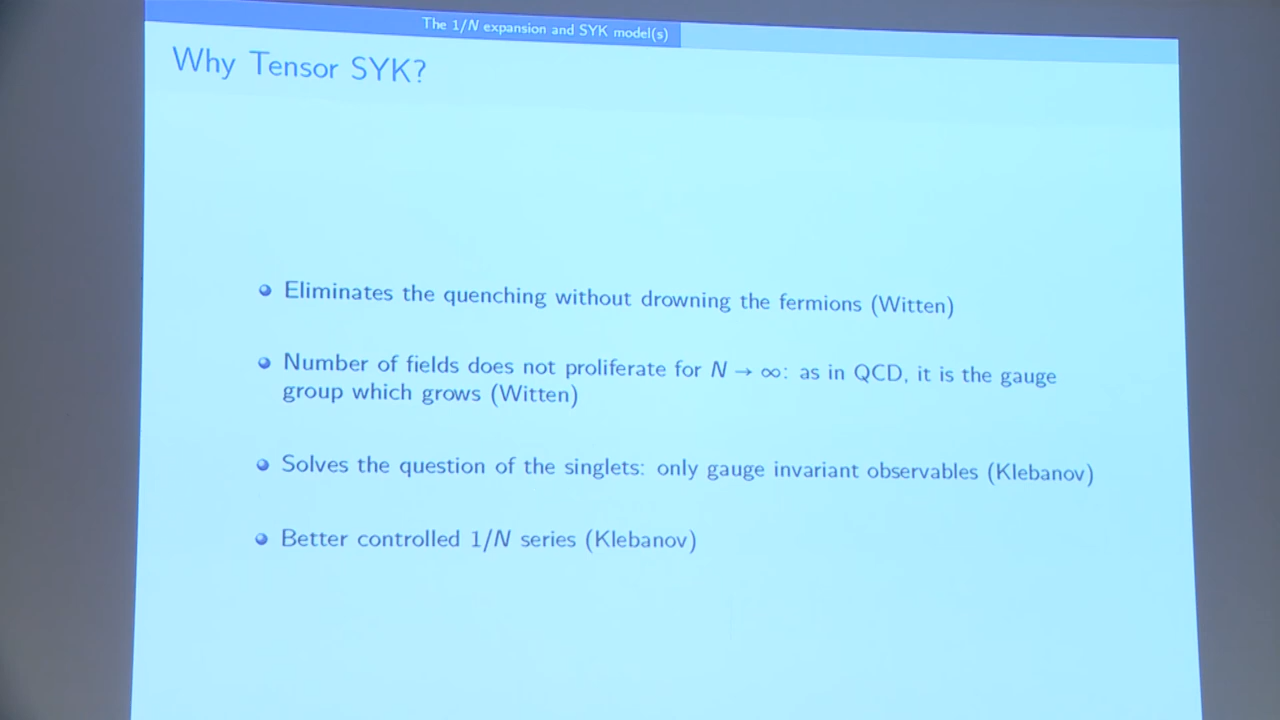 The 1/N expansion and SYK model(s)
Why Tensor SYK?
Eliminates the quenching without drowning the fermions (Witten)
Number of fields does not proliferate for N → ∞: as in QCD, it is the gauge
group which grows (Witten)
Solves the question of the singlets: only gauge invariant observables (Klebanov)
Better controlled 1/N series (Klebanov)